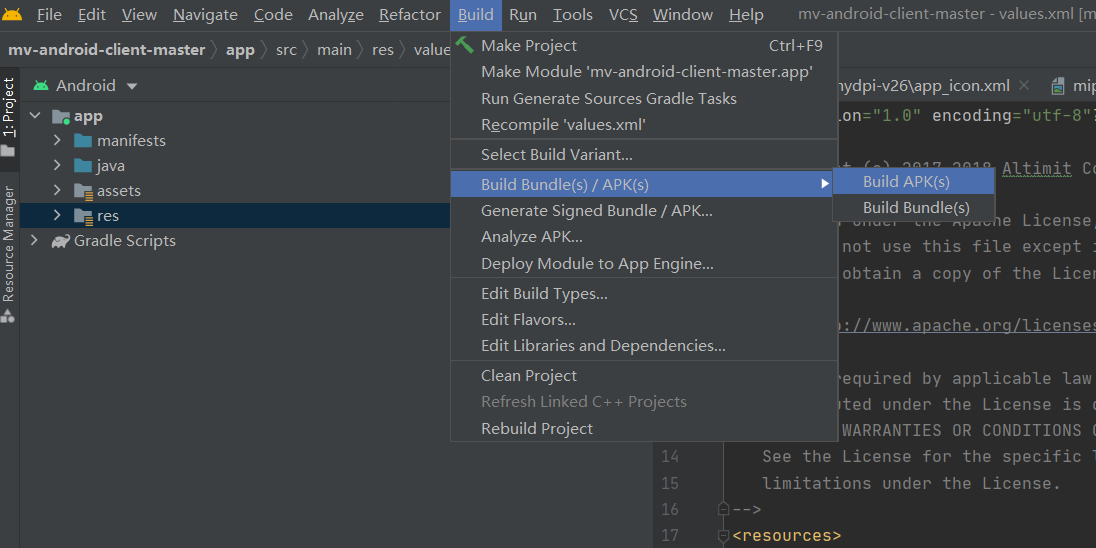 File Edit View Navigate Code Analyze Refactor Build Run Tools VCS Window Help mv-android-client-master - values.xml [m
mv-android-client-master app src main res value
Android
app
manifests
java
assets
res
Gradle Scripts
1: Project
Resource Manager
Make Project Ctrl+F9
Make Module 'mv-android-client-master.app'
Run Generate Sources Gradle Tasks
Recompile 'values.xml'
Select Build Variant...
Build Bundle(s) / APK(s)
Generate Signed Bundle / APK...
Analyze APK...
Deploy Module to App Engine...
Edit Build Types...
Edit Flavors...
Edit Libraries and Dependencies...
Clean Project
Refresh Linked C++ Projects
Rebuild Project
Build APK(s)
Build Bundle(s)
nydpi-v26\app_icon.xml mip
ion="1.0" encoding="utf-8"?
2017-2018 Altimit Co
under the Apache License,
not use this file except i
obtain a copy of the Licen
://www.apache.org/licenses
required by applicable law
ted under the License is d
WARRANTIES OR CONDITIONS O
14 See the License for the specific l
15 limitations under the License.
16 -->
17 <resources>